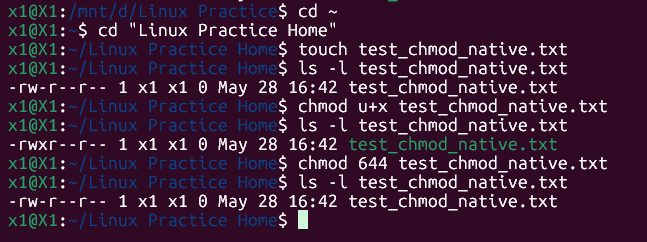 x1@X1:/mnt/d/Linux Practice$ cd ~
x1@X1:~$ cd "Linux Practice Home"
x1@X1:~/Linux Practice Home$ touch test_chmod_native.txt
x1@X1:~/Linux Practice Home$ ls -l test_chmod_native.txt
-rw-r--r-- 1 x1 x1 0 May 28 16:42 test_chmod_native.txt
x1@X1:~/Linux Practice Home$ chmod u+x test_chmod_native.txt
x1@X1:~/Linux Practice Home$ ls -l test_chmod_native.txt
-rwxr--r-- 1 x1 x1 0 May 28 16:42 test_chmod_native.txt
x1@X1:~/Linux Practice Home$ chmod 644 test_chmod_native.txt
x1@X1:~/Linux Practice Home$ ls -l test_chmod_native.txt
-rw-r--r-- 1 x1 x1 0 May 28 16:42 test_chmod_native.txt
x1@X1:~/Linux Practice Home$